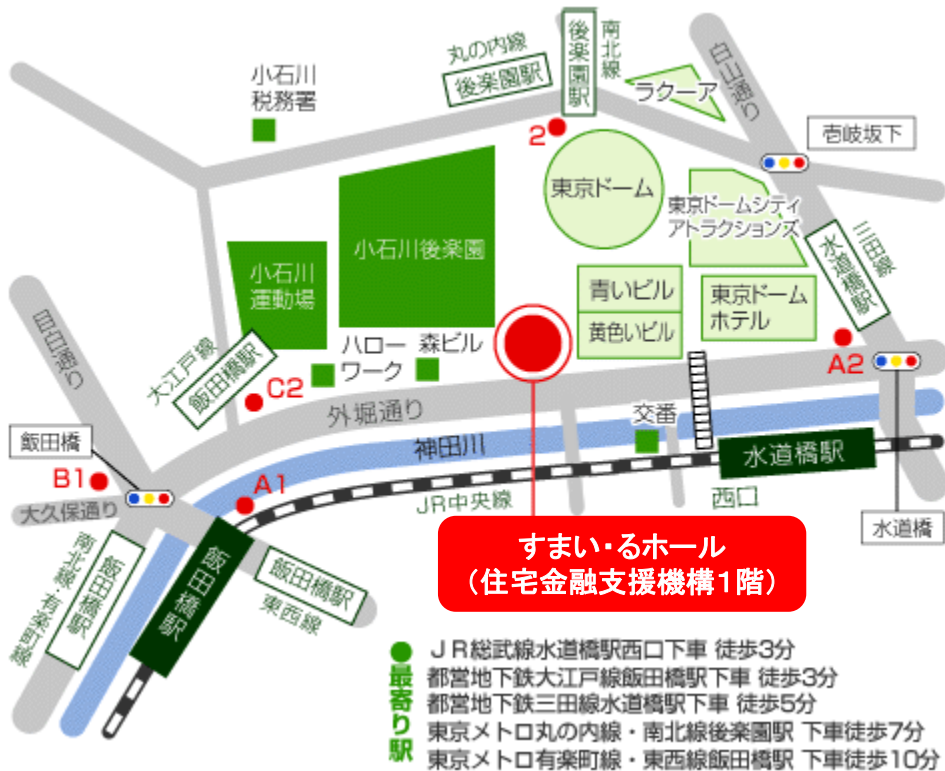 丸の内線
後楽園駅
後楽園駅
南北線
ラクーア
白山通り
壱岐坂下
小石川
税務署
2
東京ドーム
東京ドームシティ
アトラクションズ
小石川後楽園
小石川
運動場
青いビル
黄色いビル
東京ドーム
ホテル
三田線
水道橋駅
A2
目白通り
大江戸線
飯田橋駅
C2
ハロー
ワーク
森ビル
外堀通り
神田川
交番
水道橋駅
西口
水道橋
飯田橋
B1
大久保通り
A1
JR中央線
飯田橋駅
飯田橋駅
東西線
飯田橋駅
南北線・有楽町線
すまい・るホール
（住宅金融支援機構1階）
●最寄り駅
ＪＲ総武線水道橋駅西口下車 徒歩3分
都営地下鉄大江戸線飯田橋駅下車 徒歩3分
都営地下鉄三田線水道橋駅下車 徒歩5分
東京メトロ丸の内線・南北線後楽園駅 下車徒歩7分
東京メトロ有楽町線・東西線飯田橋駅 下車徒歩10分